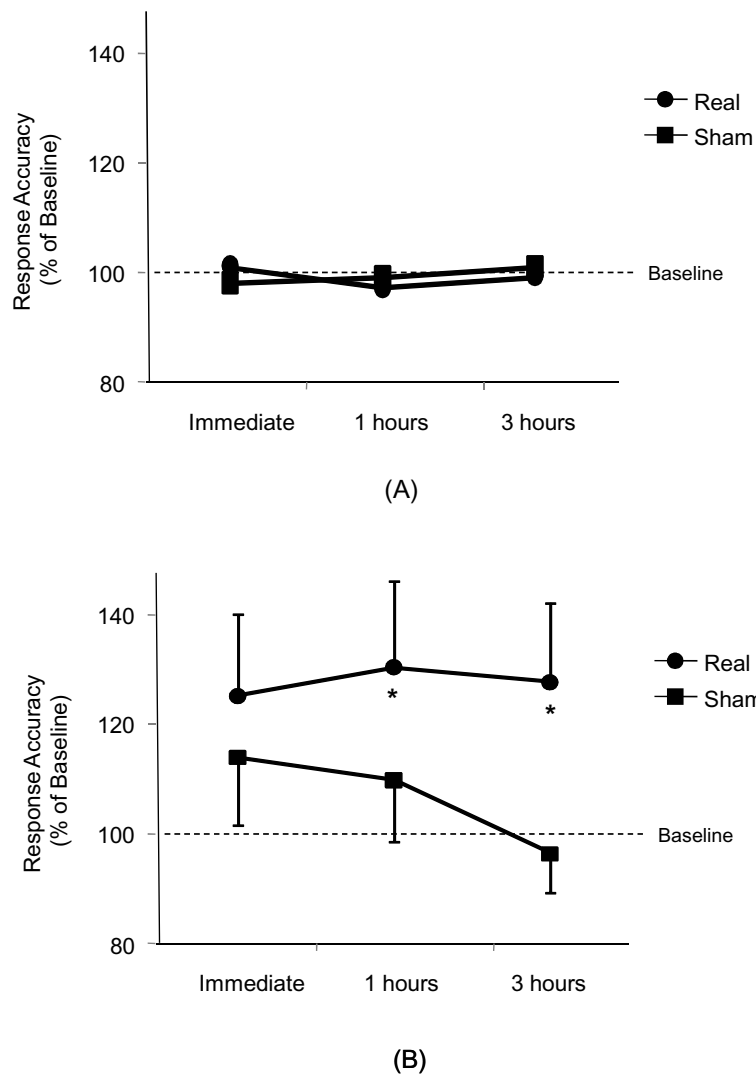 140
120
100
80
Response Accuracy
(% of Baseline)
Real
Sham
Baseline
Immediate
1 hours
3 hours
(A)
140
120
100
80
Response Accuracy
(% of Baseline)
*
*
Real
Sham
Baseline
Immediate
1 hours
3 hours
(B)